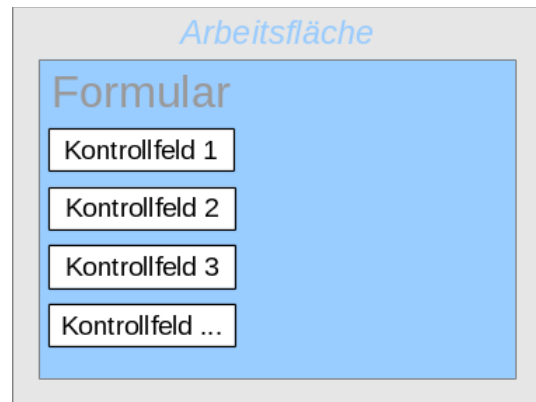 Arbeitsfläche
Formular
Kontrollfeld 1
Kontrollfeld 2
Kontrollfeld 3
Kontrollfeld ...